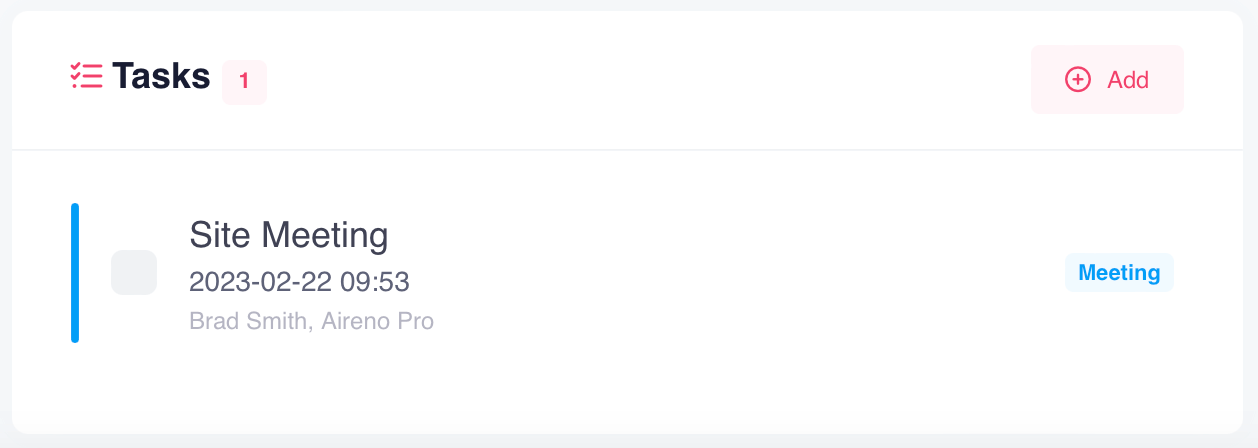 Tasks 1
Add
Site Meeting
2023-02-22 09:53
Brad Smith, Aireno Pro
Meeting